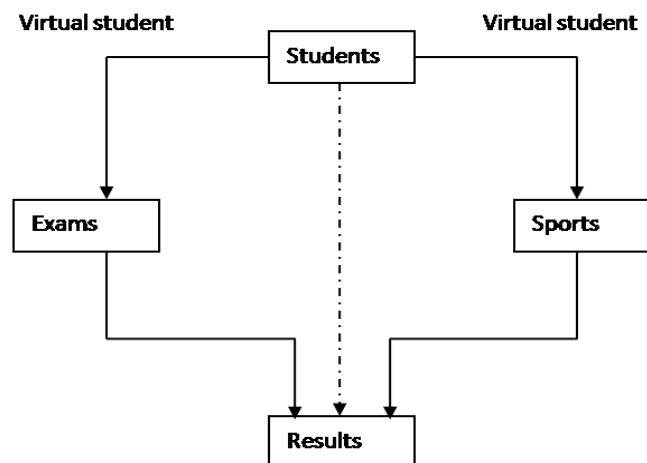 Virtual student
Virtual student
Students
Exams
Sports
Results